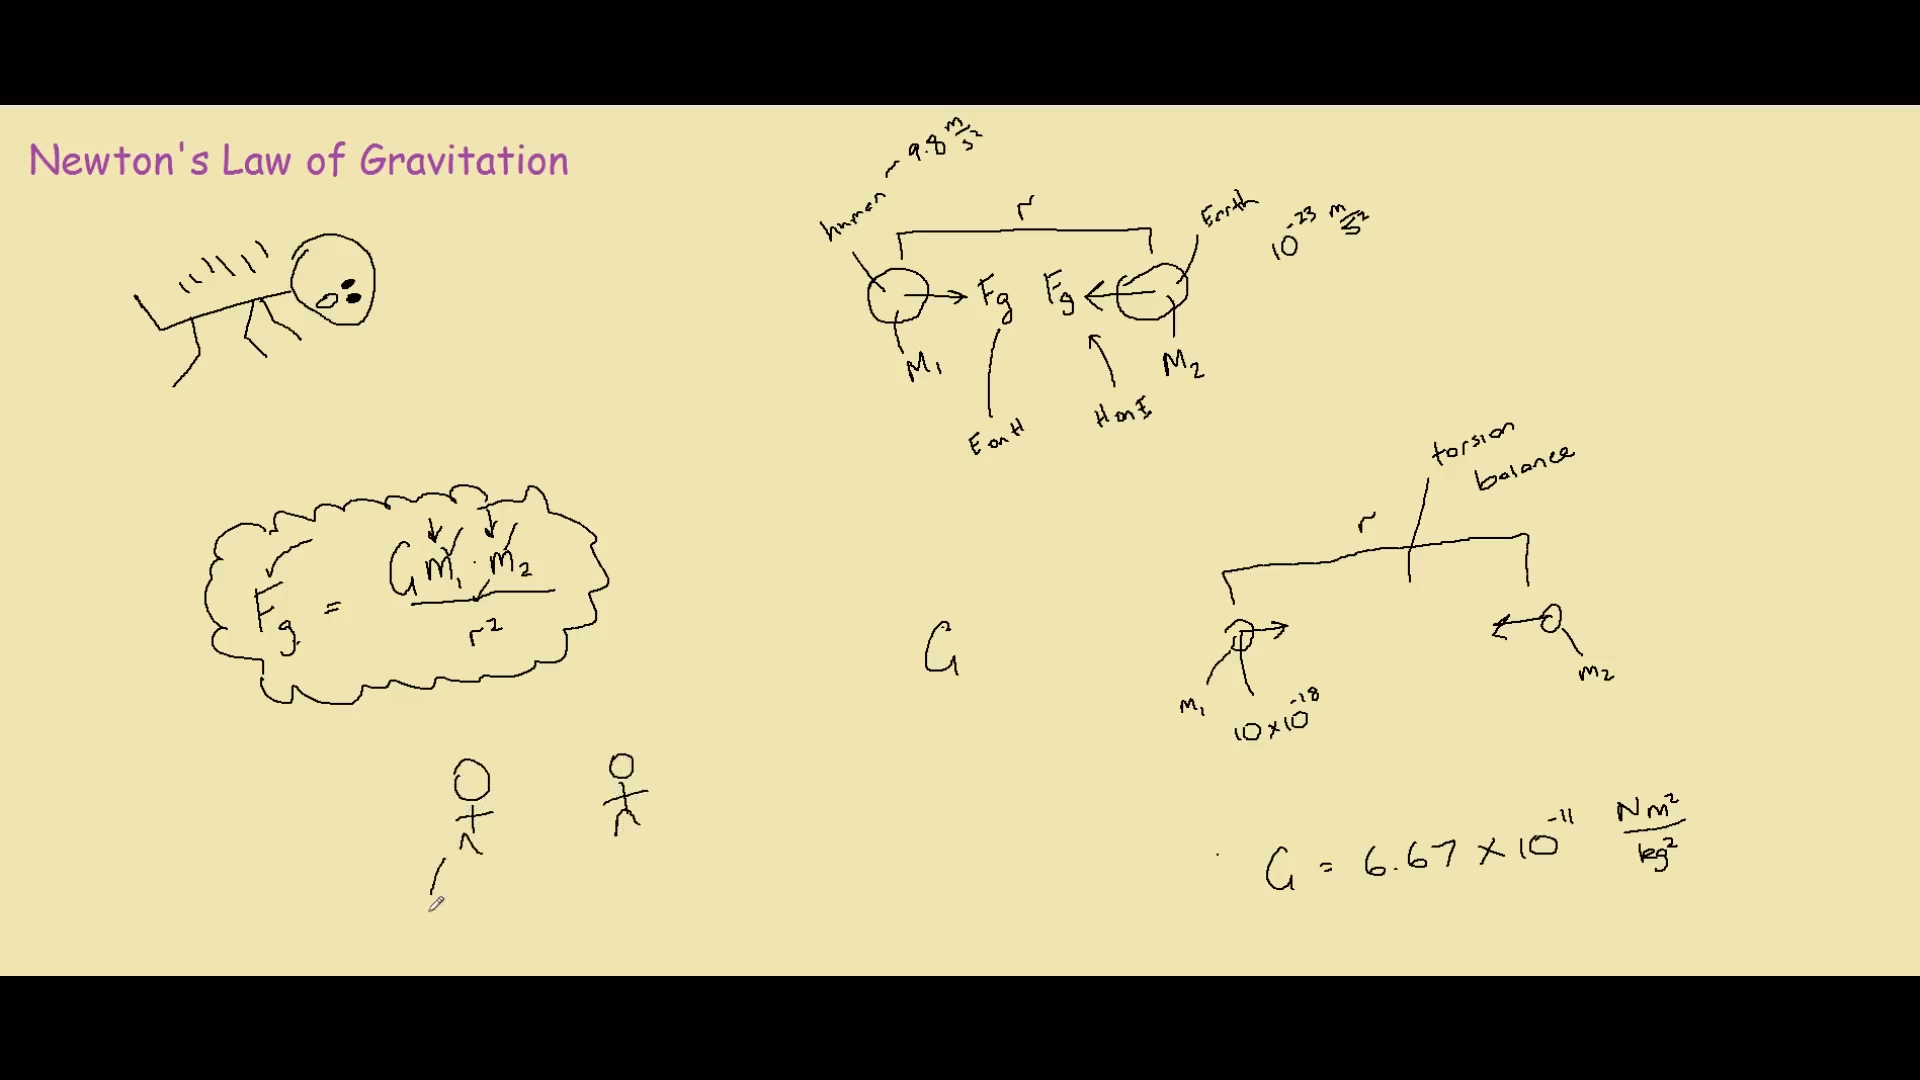 Newton's Law of Gravitation
human 9.8 m/s²
r
Earth 10⁻²³ m/s²
Fg Fg
M₁ M₂
E on H
H on E
torsion balance
r
Fg = G m₁ · m₂ / r²
G
m₁ m₂
10 × 10⁻¹⁸
G = 6.67 × 10⁻¹¹ Nm²/kg²